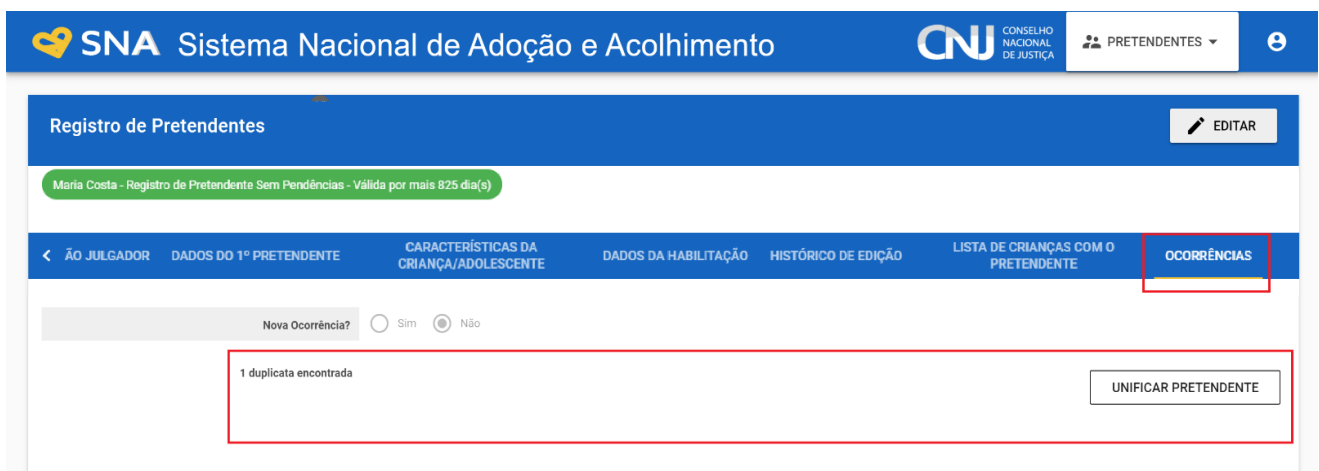 SNA Sistema Nacional de Adoção e Acolhimento
CNJ
CONSELHO
NACIONAL
DE JUSTIÇA
PRETENDENTES
Registro de Pretendentes
EDITAR
Maria Costa - Registro de Pretendente Sem Pendências - Válida por mais 825 dia(s)
ÃO JULGADOR
DADOS DO 1º PRETENDENTE
CARACTERÍSTICAS DA
CRIANÇA/ADOLESCENTE
DADOS DA HABILITAÇÃO
HISTÓRICO DE EDIÇÃO
LISTA DE CRIANÇAS COM O
PRETENDENTE
OCORRÊNCIAS
Nova Ocorrência? Sim Não
1 duplicata encontrada
UNIFICAR PRETENDENTE